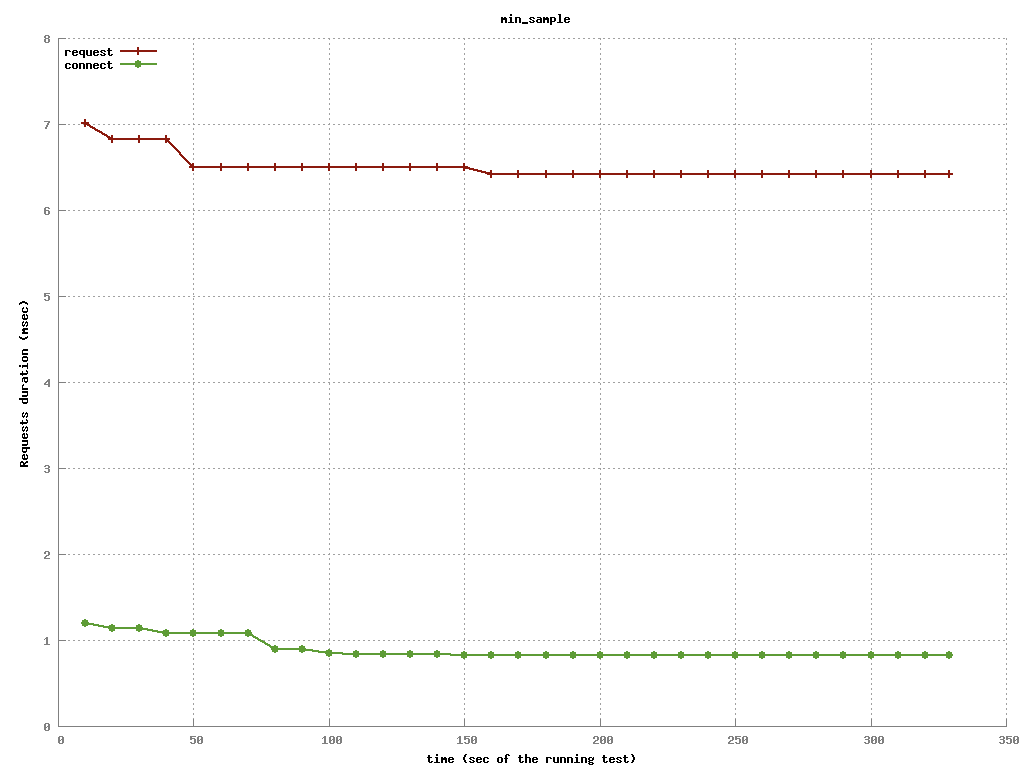 min_sample
request
connect
8
7
6
5
4
3
2
1
0
Requests duration (msec)
0 50 100 150 200 250 300 350
time (sec of the running test)